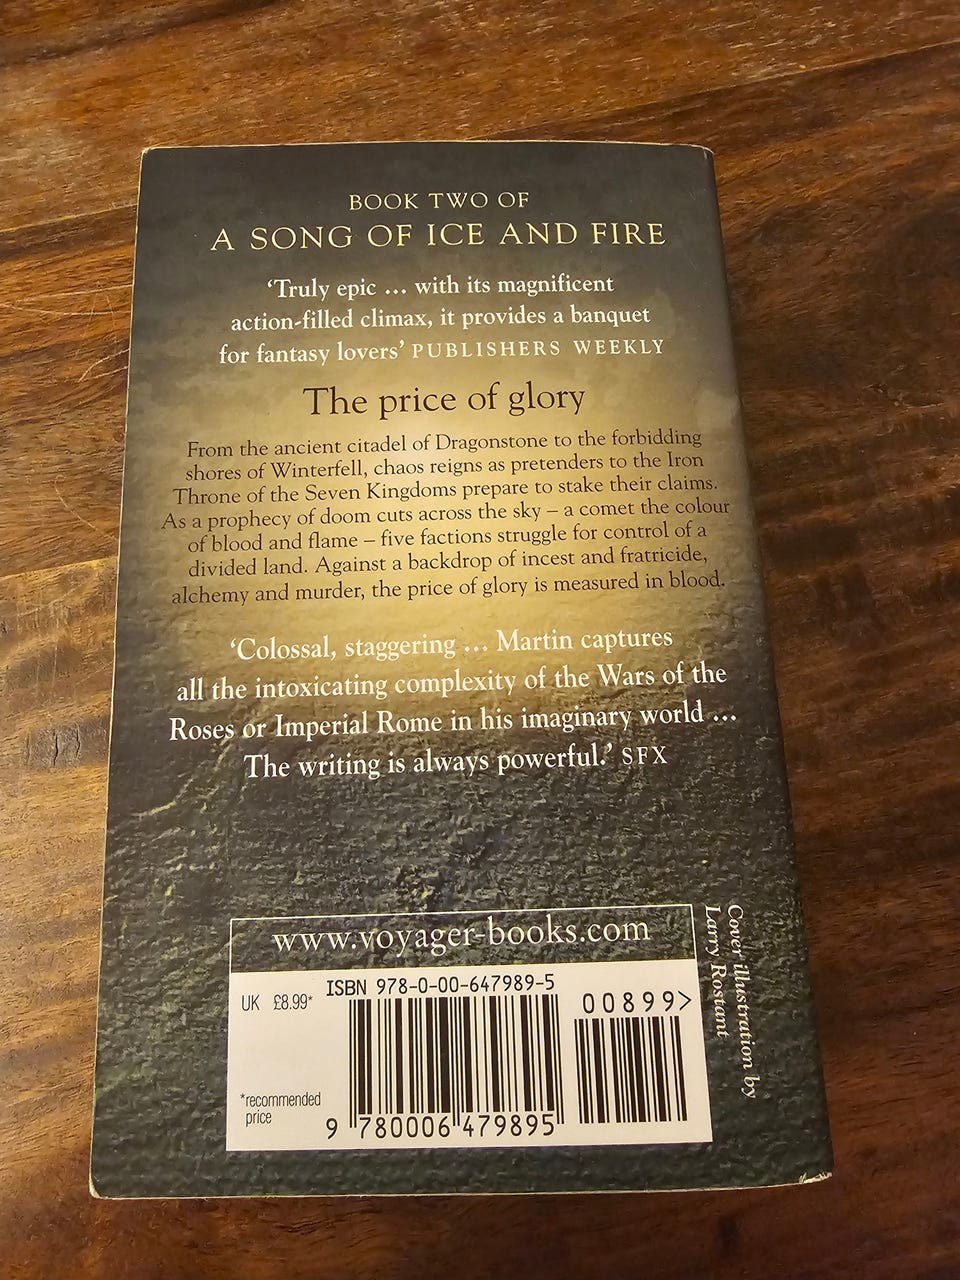 BOOK TWO OF
A SONG OF ICE AND FIRE
‘Truly epic ... with its magnificent
action-filled climax, it provides a banquet
for fantasy lovers’ PUBLISHERS WEEKLY
The price of glory
From the ancient citadel of Dragonstone to the forbidding
shores of Winterfell, chaos reigns as pretenders to the Iron
Throne of the Seven Kingdoms prepare to stake their claims.
As a prophecy of doom cuts across the sky – a comet the colour
of blood and flame – five factions struggle for control of a
divided land. Against a backdrop of incest and fratricide,
alchemy and murder, the price of glory is measured in blood.
‘Colossal, staggering ... Martin captures
all the intoxicating complexity of the Wars of the
Roses or Imperial Rome in his imaginary world ...
The writing is always powerful.’ SFX
www.voyager-books.com
ISBN 978-0-00-647989-5
UK £8.99*
00899>
*recommended
price
9 780006 479895
Cover illustration by
Larry Rostant